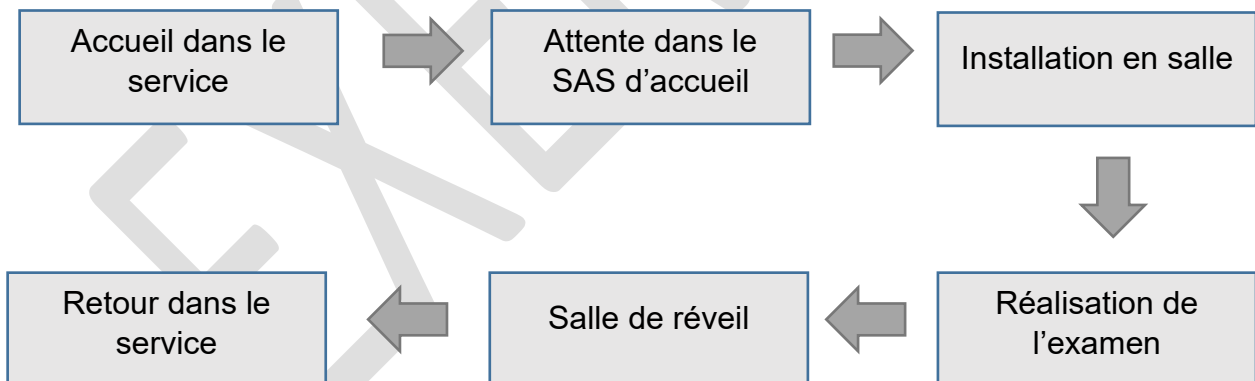 Accueil dans le
service
Attente dans le
SAS d’accueil
Installation en salle
Réalisation de
l’examen
Salle de réveil
Retour dans le
service